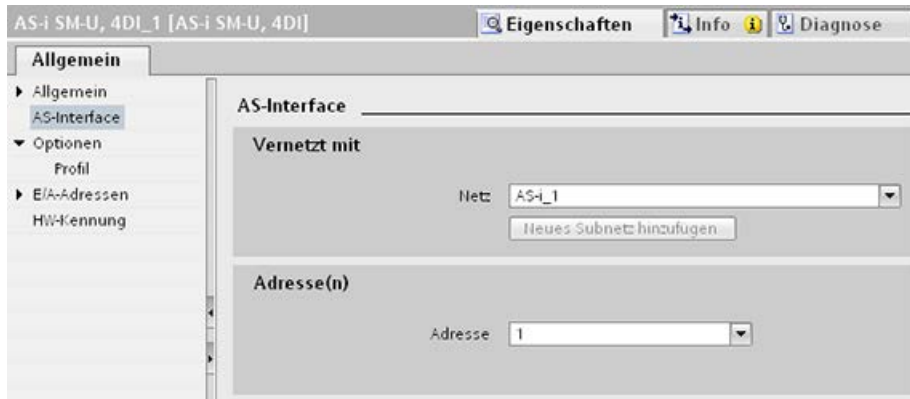 AS-i SM-U, 4DI_1 [AS-i SM-U, 4DI]
Eigenschaften
Info
Diagnose
Allgemein
Allgemein
AS-Interface
Optionen
Profil
E/A-Adressen
HW-Kennung
AS-Interface
Vernetzt mit
Netz
AS-i_1
Neues Subnetz hinzufügen
Adresse(n)
Adresse
1